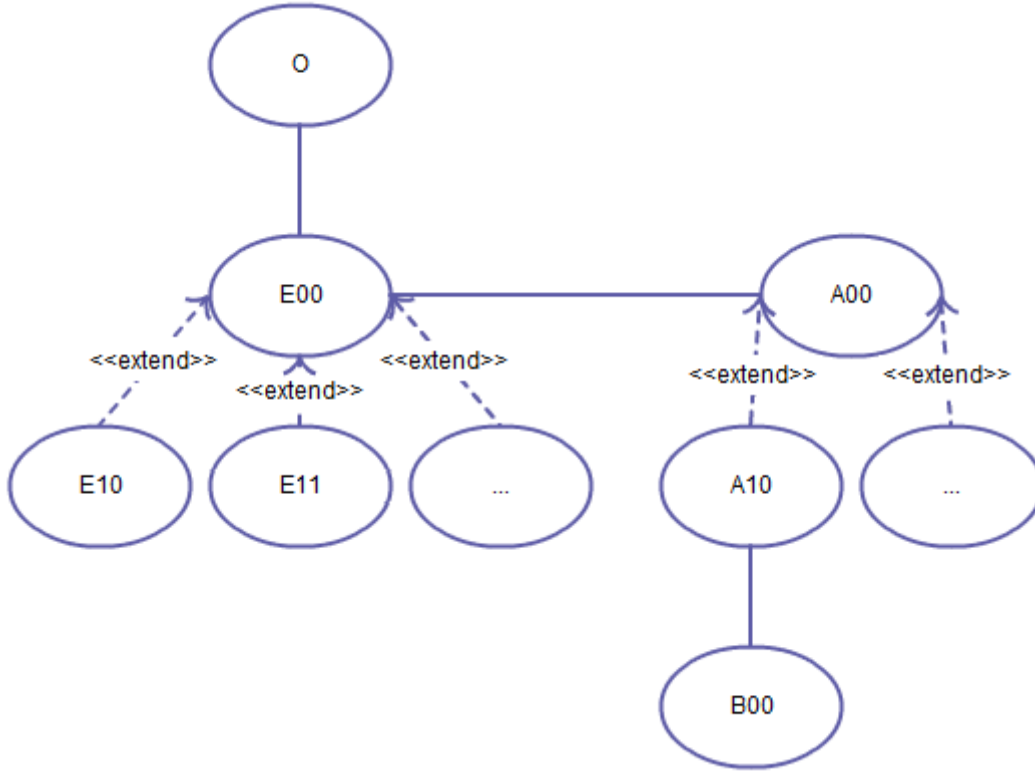 O
E00
A00
<<extend>>
<<extend>>
<<extend>>
<<extend>>
<<extend>>
E10
E11
...
A10
...
B00